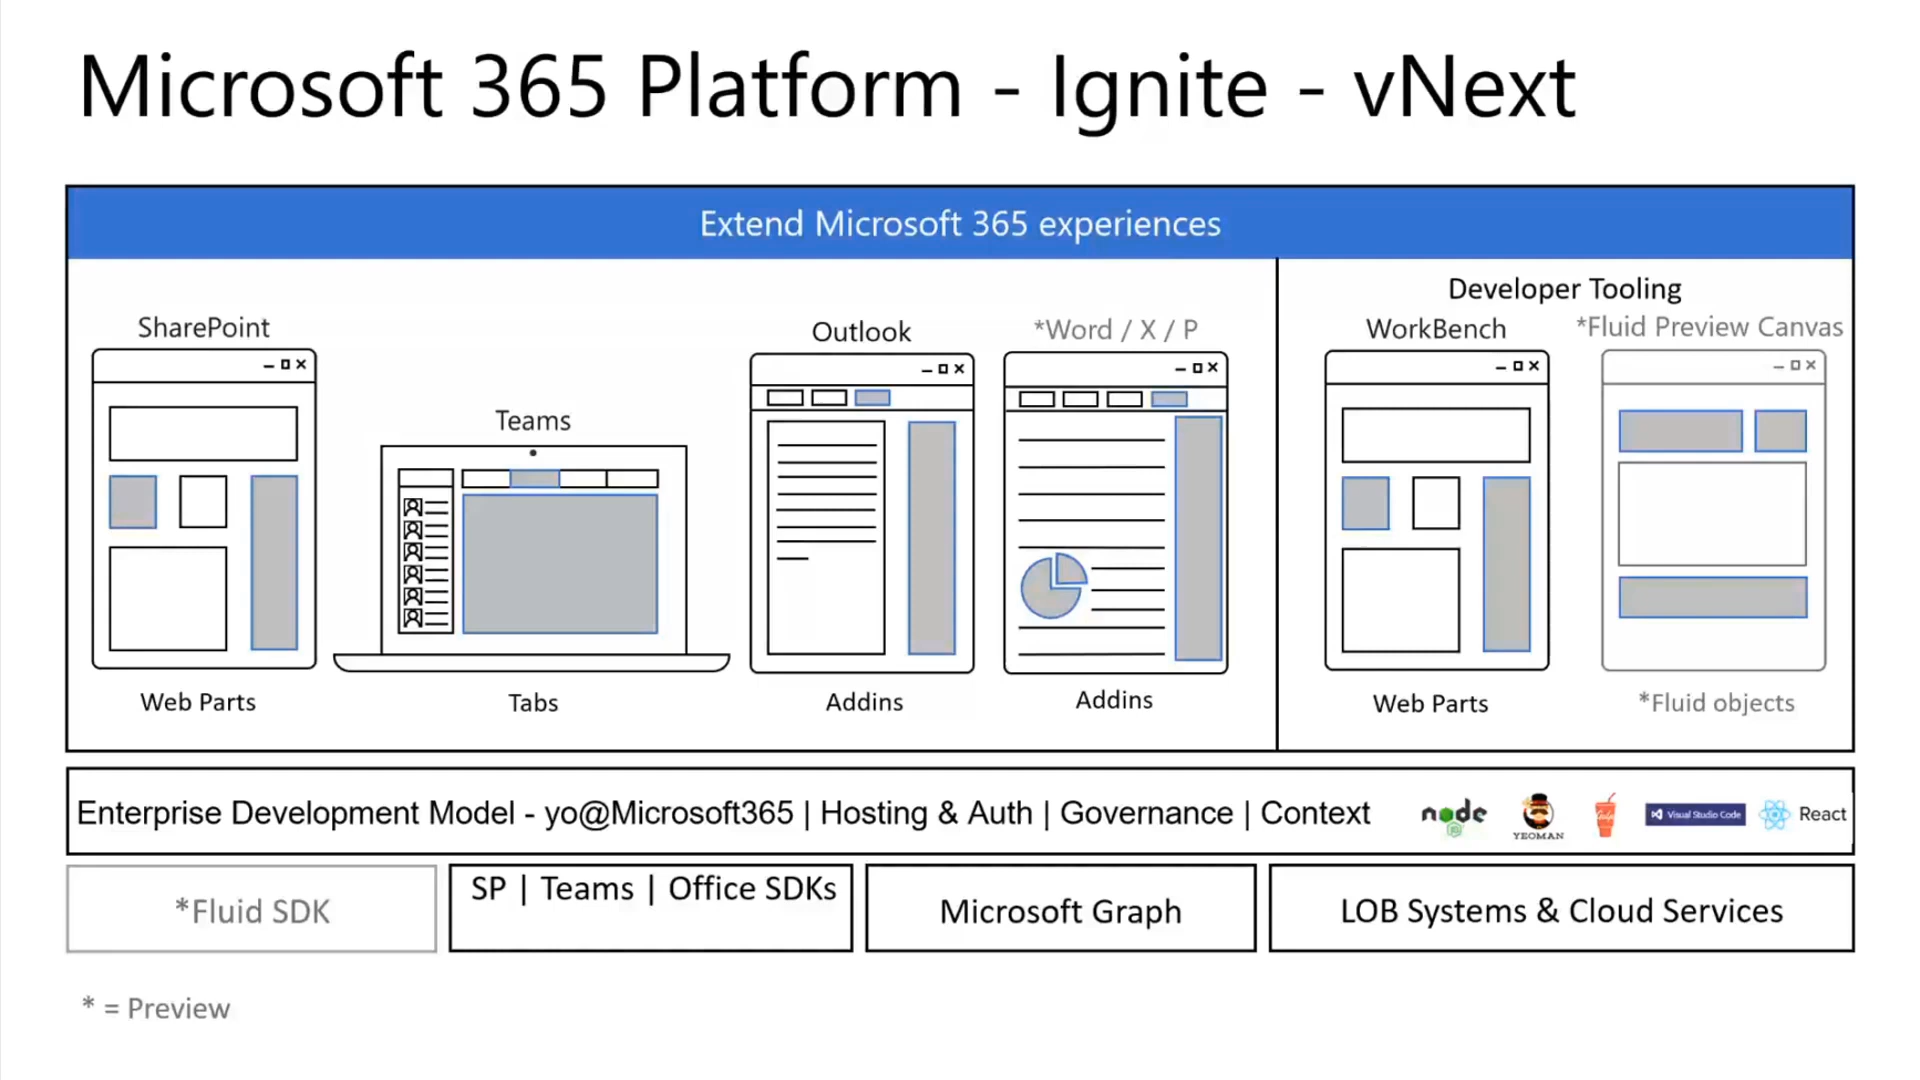 Microsoft 365 Platform - Ignite - vNext
Extend Microsoft 365 experiences
SharePoint
Teams
Outlook
*Word / X / P
Developer Tooling
WorkBench
*Fluid Preview Canvas
Web Parts
Tabs
Addins
Addins
Web Parts
*Fluid objects
Enterprise Development Model - yo@Microsoft365 | Hosting & Auth | Governance | Context
node
JS
YEOMAN
Gulp
Visual Studio Code
React
*Fluid SDK
SP | Teams | Office SDKs
Microsoft Graph
LOB Systems & Cloud Services
* = Preview